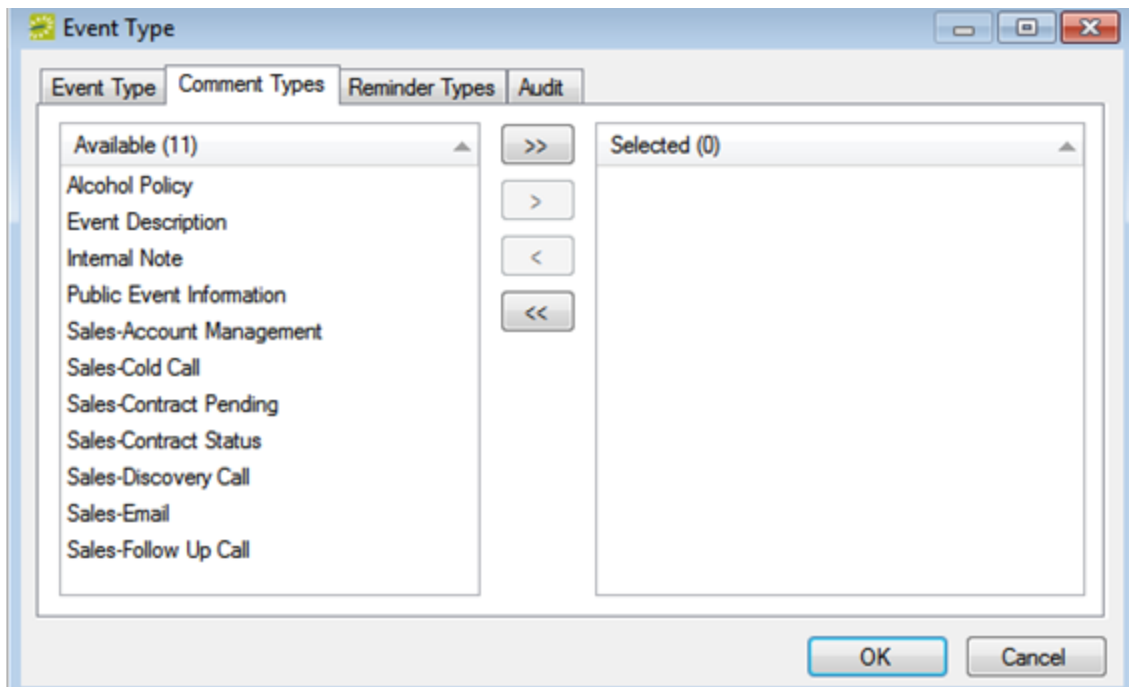 Event Type
Event Type Comment Types Reminder Types Audit
Available (11)
>>
Selected (0)
Alcohol Policy
>
Event Description
Internal Note
<
Public Event Information
<<
Sales-Account Management
Sales-Cold Call
Sales-Contract Pending
Sales-Contract Status
Sales-Discovery Call
Sales-Email
Sales-Follow Up Call
OK Cancel